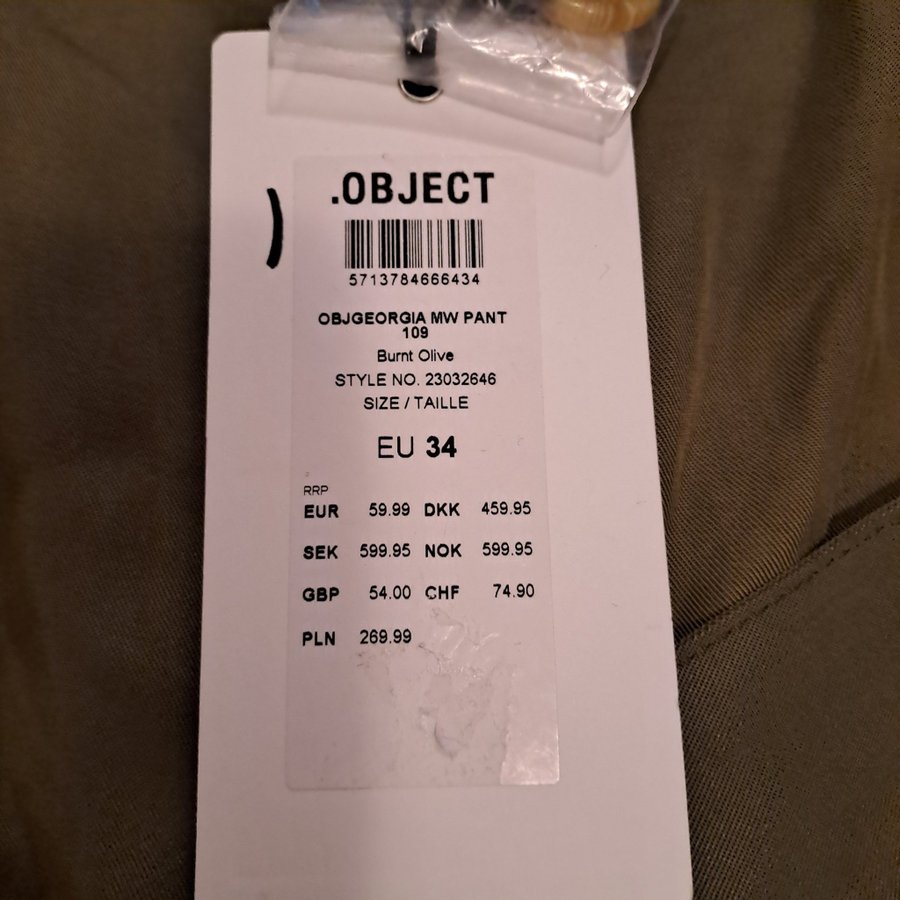 .OBJECT
5713784666434
OBJGEORGIA MW PANT
109
Burnt Olive
STYLE NO. 23032646
SIZE / TAILLE
EU 34
RRP
EUR 59.99 DKK 459.95
SEK 599.95 NOK 599.95
GBP 54.00 CHF 74.90
PLN 269.99